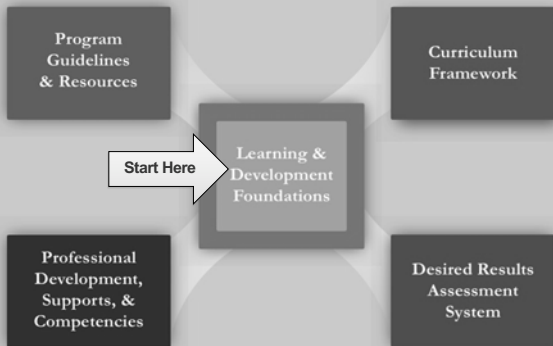 Program
Guidelines
& Resources
Curriculum
Framework
Start Here
Learning &
Development
Foundations
Professional
Development,
Supports, &
Competencies
Desired Results
Assessment
System